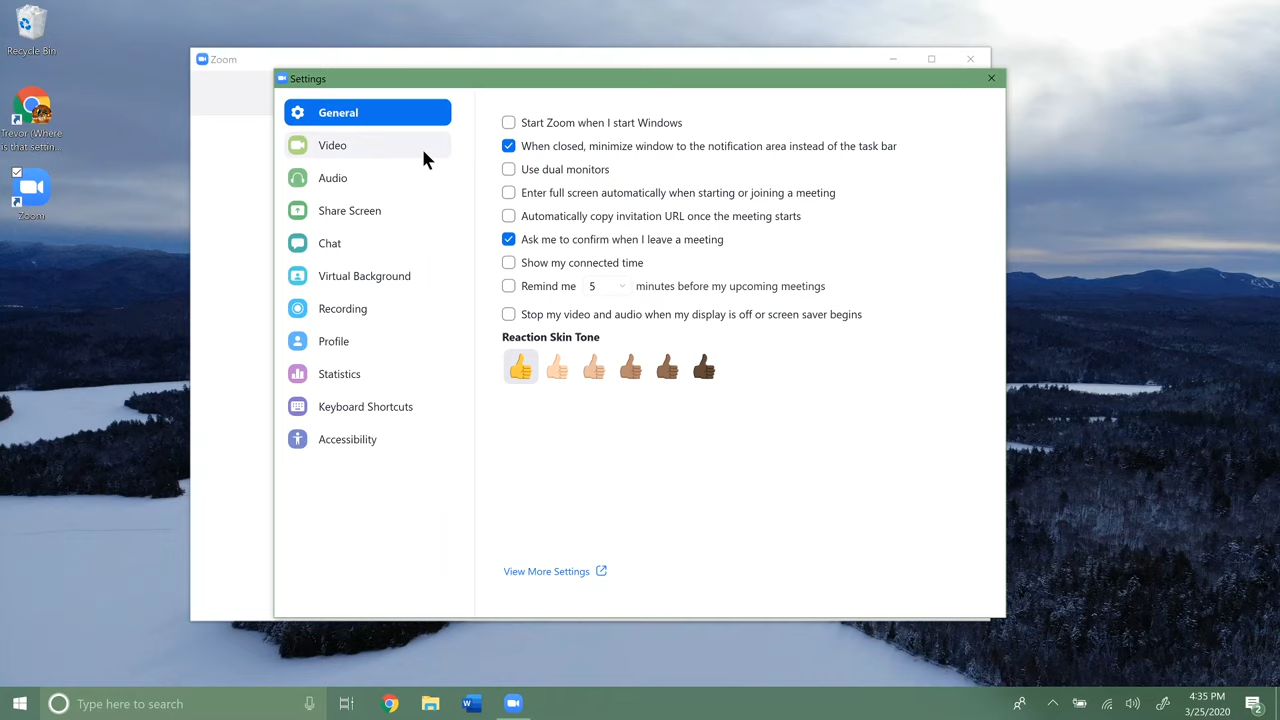 Recycle Bin
Trevor (Where
is that settin...
Zoom
Zoom
Settings
General
Video
Audio
Share Screen
Chat
Virtual Background
Recording
Profile
Statistics
Keyboard Shortcuts
Accessibility
Start Zoom when I start Windows
When closed, minimize window to the notification area instead of the task bar
Use dual monitors
Enter full screen automatically when starting or joining a meeting
Automatically copy invitation URL once the meeting starts
Ask me to confirm when I leave a meeting
Show my connected time
Remind me 5 minutes before my upcoming meetings
Stop my video and audio when my display is off or screen saver begins
Reaction Skin Tone
View More Settings
Type here to search
4:35 PM
3/25/2020
2